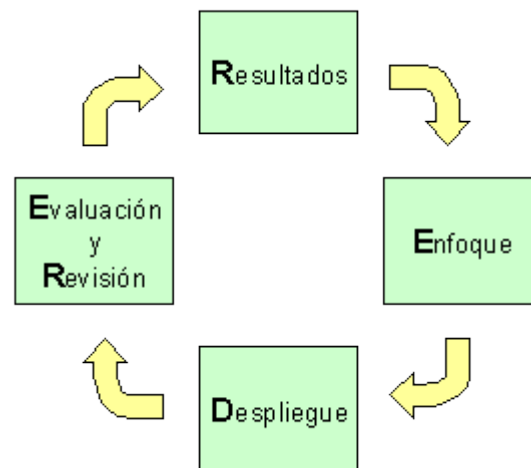 Resultados
Enfoque
Despliegue
Evaluación
y
Revisión